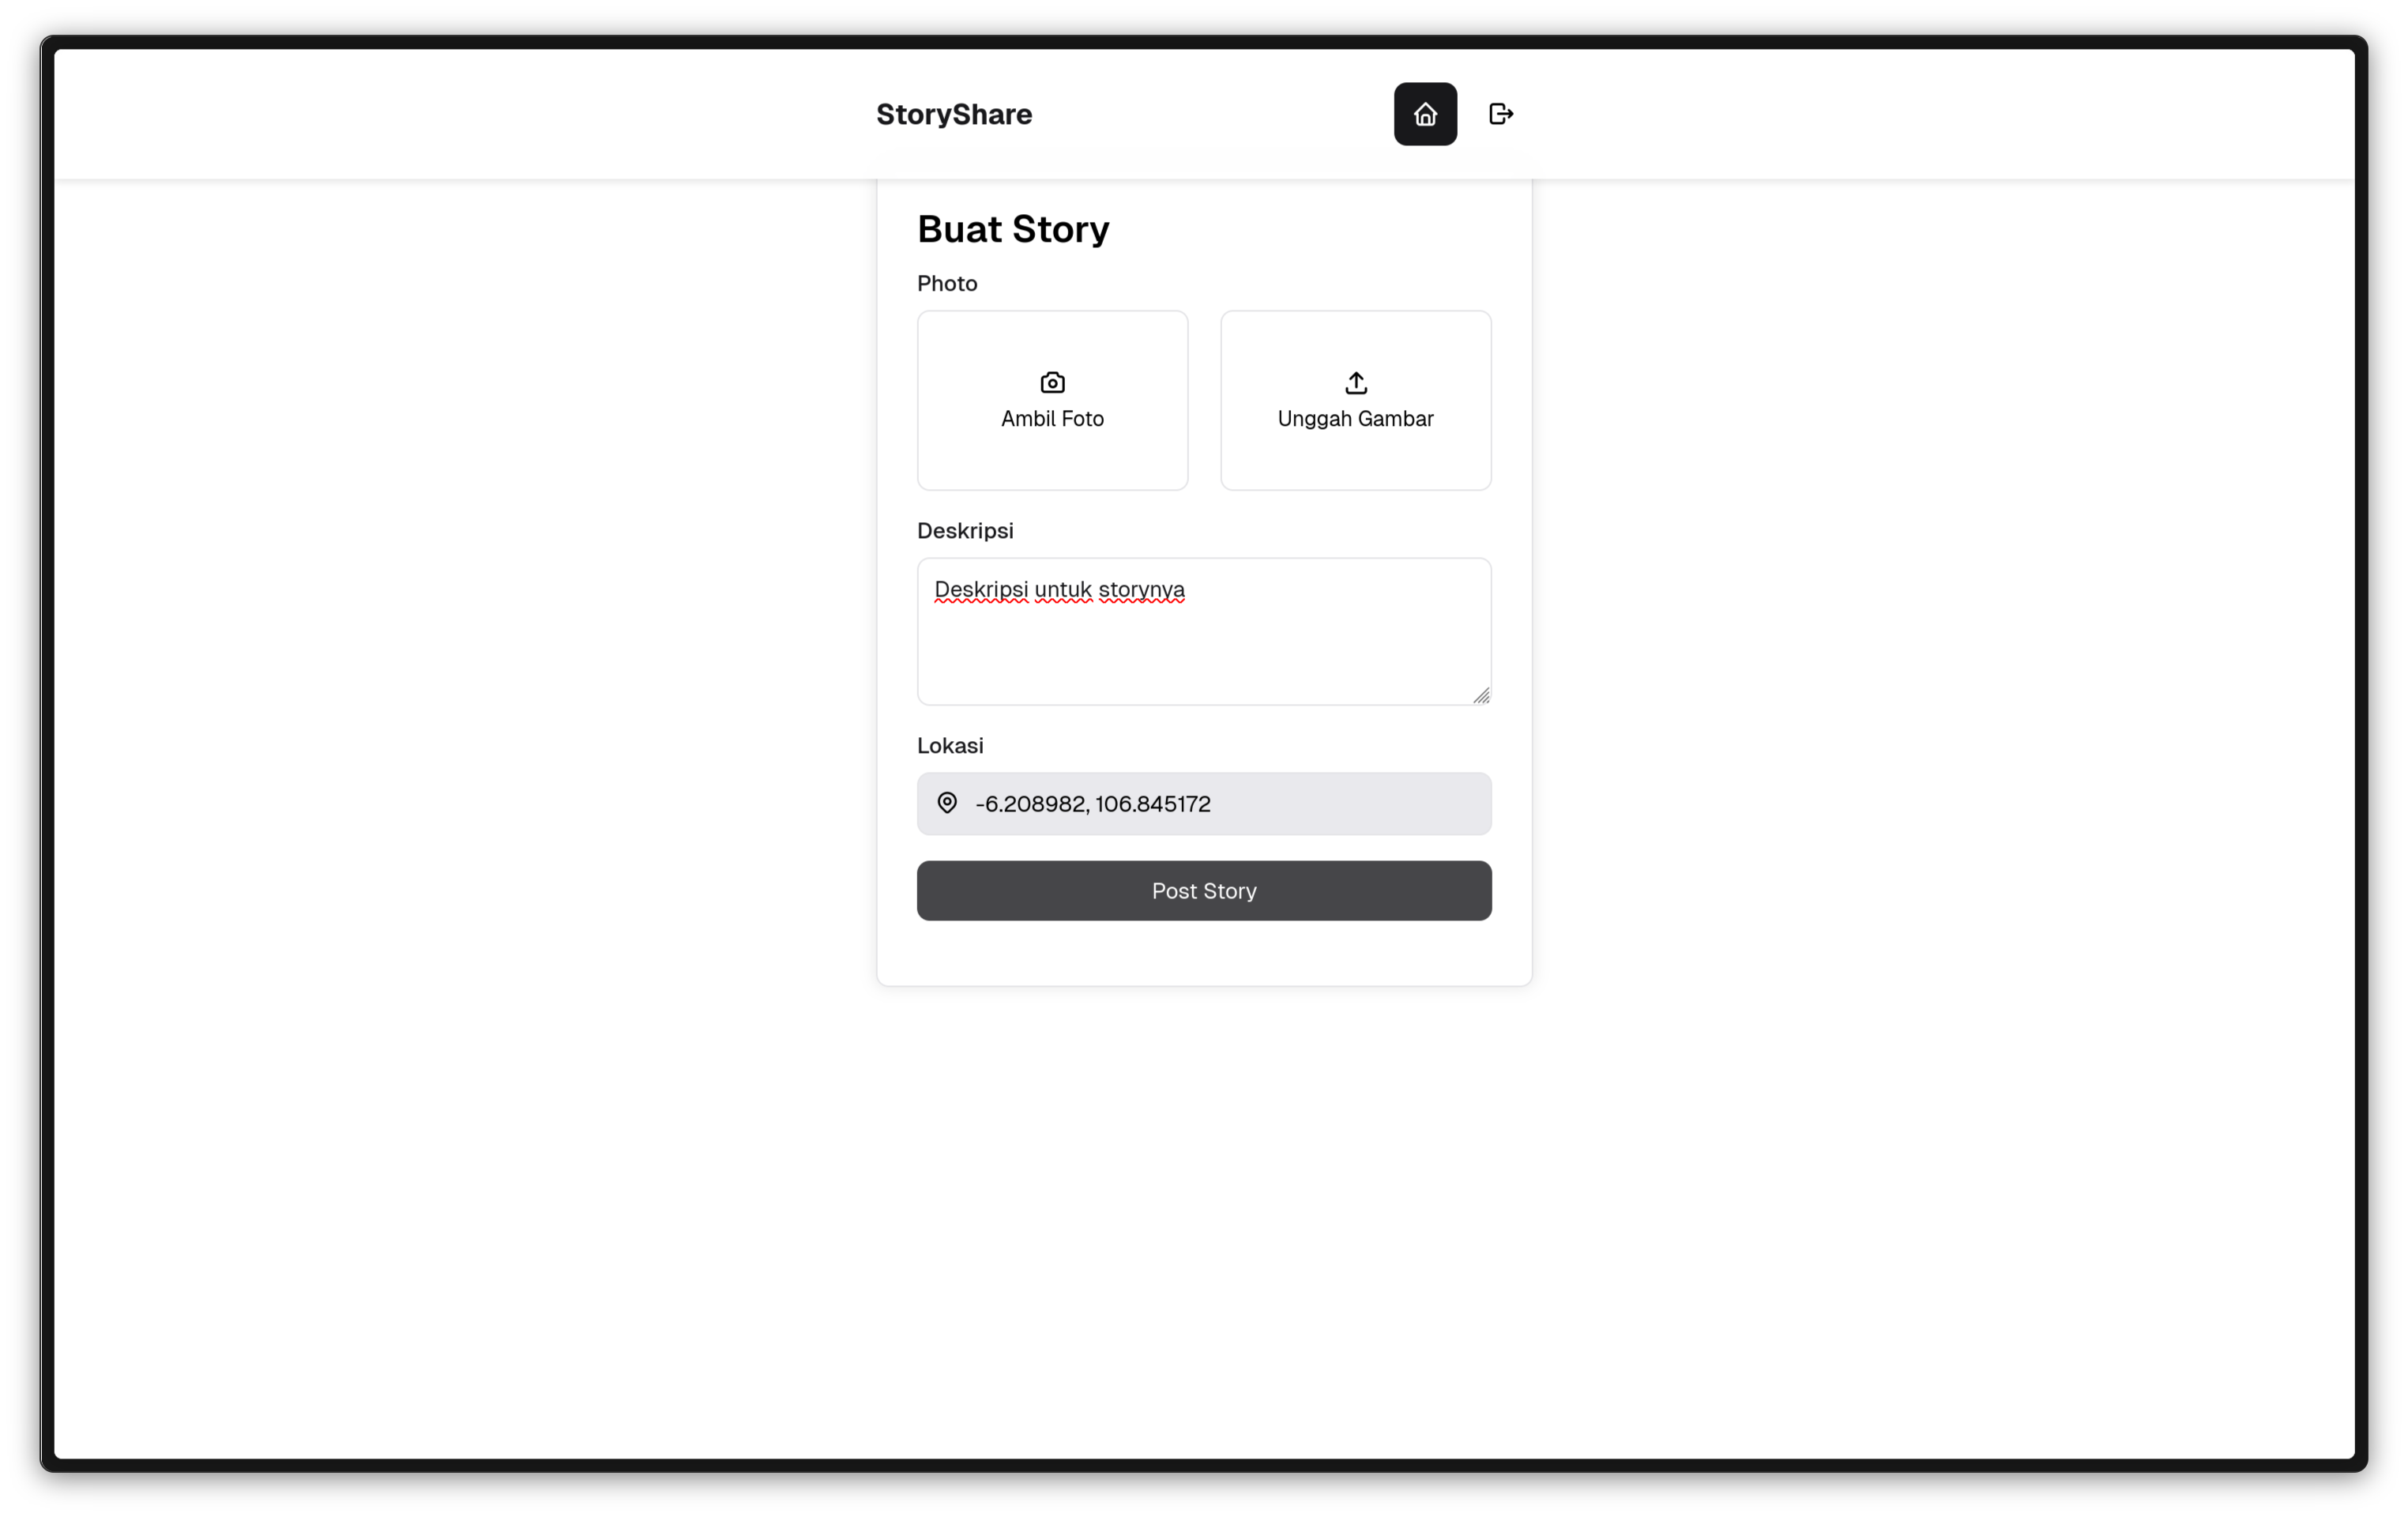 StoryShare
Buat Story
Photo
Ambil Foto
Unggah Gambar
Deskripsi
Deskripsi untuk storynya
Lokasi
-6.208982, 106.845172
Post Story